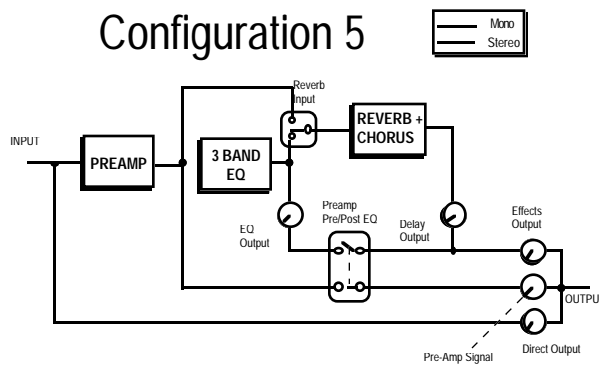 Configuration 5
Mono
Stereo
Reverb
Input
REVERB +
CHORUS
INPUT
PREAMP
3 BAND
EQ
EQ
Output
Preamp
Pre/Post EQ
Delay
Output
Effects
Output
OUTPU
Direct Output
Pre-Amp Signal